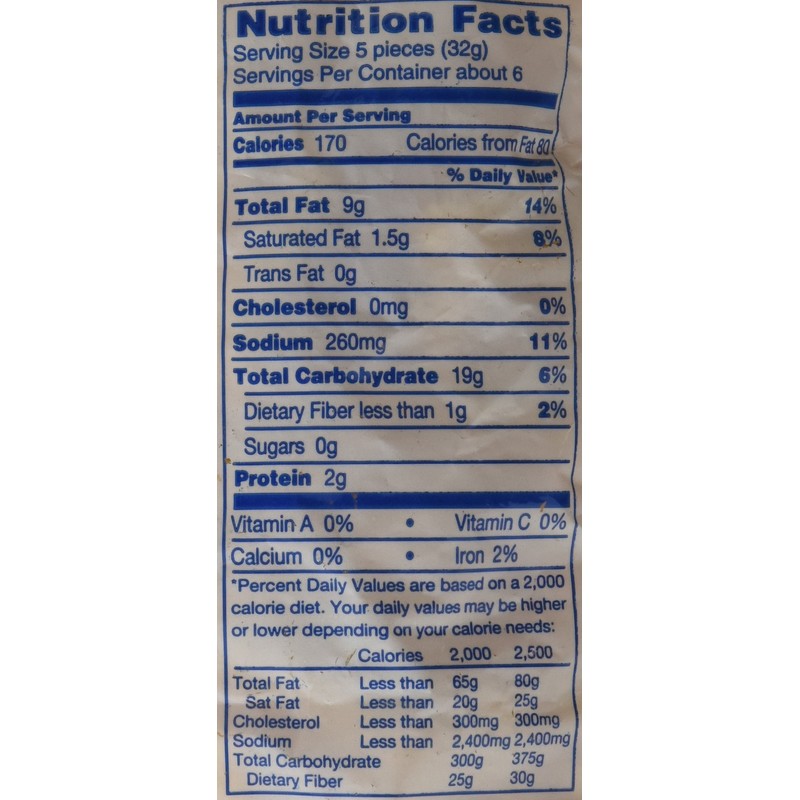 Nutrition Facts
Serving Size 5 pieces (32g)
Servings Per Container about 6
Amount Per Serving
Calories 170 Calories from Fat 80
% Daily Value*
Total Fat 9g 14%
Saturated Fat 1.5g 8%
Trans Fat 0g
Cholesterol 0mg 0%
Sodium 260mg 11%
Total Carbohydrate 19g 6%
Dietary Fiber less than 1g 2%
Sugars 0g
Protein 2g
Vitamin A 0% • Vitamin C 0%
Calcium 0% • Iron 2%
*Percent Daily Values are based on a 2,000
calorie diet. Your daily values may be higher
or lower depending on your calorie needs:
Calories 2,000 2,500
Total Fat Less than 65g 80g
Sat Fat Less than 20g 25g
Cholesterol Less than 300mg 300mg
Sodium Less than 2,400mg 2,400mg
Total Carbohydrate 300g 375g
Dietary Fiber 25g 30g